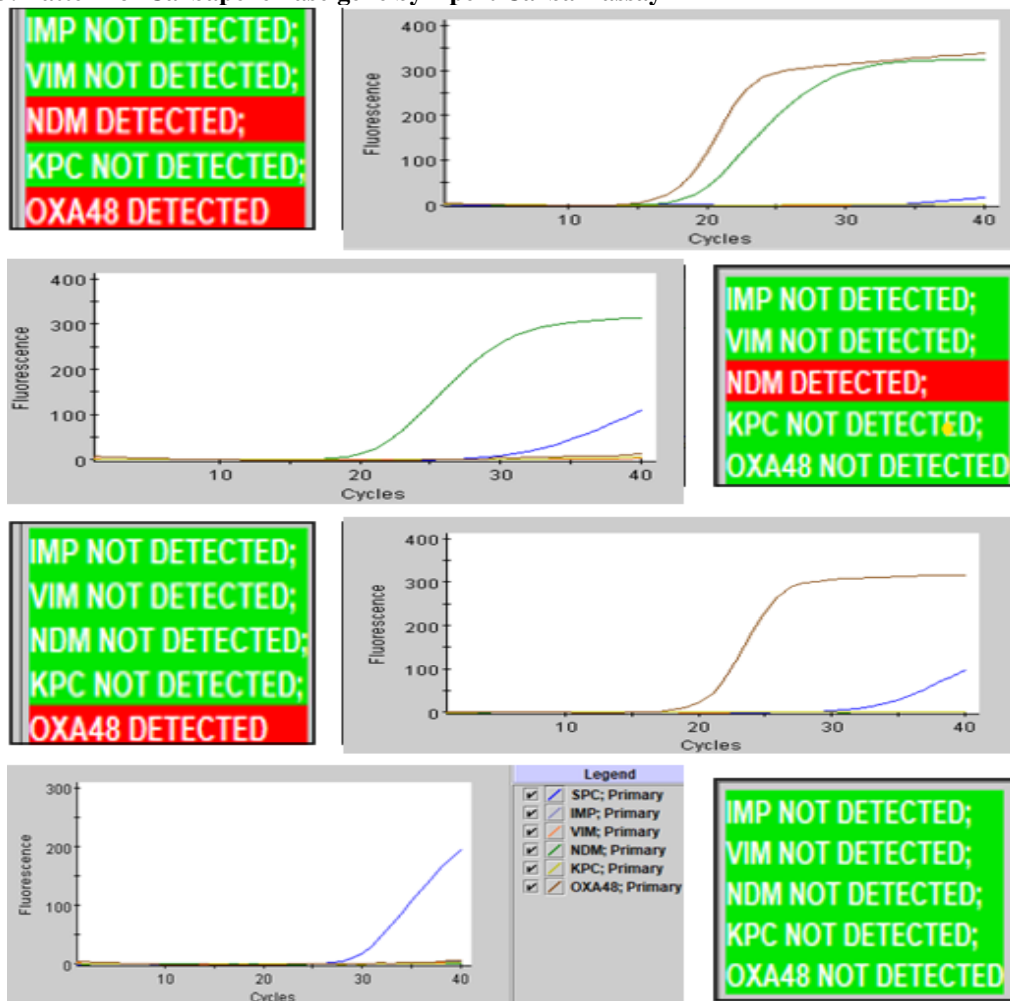 IMP NOT DETECTED;
VIM NOT DETECTED;
NDM DETECTED;
KPC NOT DETECTED;
OXA48 DETECTED
400
300
200
100
0
Fluorescence
10 20 30 40
Cycles
400
300
200
100
0
Fluorescence
10 20 30 40
Cycles
IMP NOT DETECTED;
VIM NOT DETECTED;
NDM DETECTED;
KPC NOT DETECTED;
OXA48 NOT DETECTED
IMP NOT DETECTED;
VIM NOT DETECTED;
NDM NOT DETECTED;
KPC NOT DETECTED;
OXA48 DETECTED
400
300
200
100
0
Fluorescence
10 20 30 40
Cycles
300
200
100
0
Fluorescence
10 20 30 40
Cycles
Legend
SPC; Primary
IMP; Primary
VIM; Primary
NDM; Primary
KPC; Primary
OXA48; Primary
IMP NOT DETECTED;
VIM NOT DETECTED;
NDM NOT DETECTED;
KPC NOT DETECTED;
OXA48 NOT DETECTED